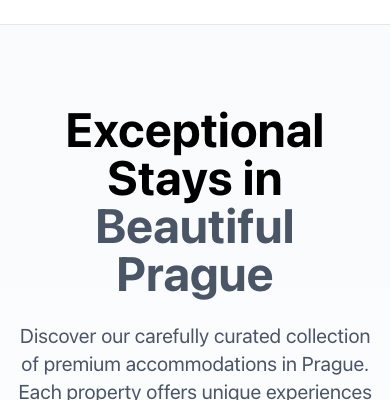 Exceptional
Stays in
Beautiful
Prague
Discover our carefully curated collection
of premium accommodations in Prague.
Each property offers unique experiences